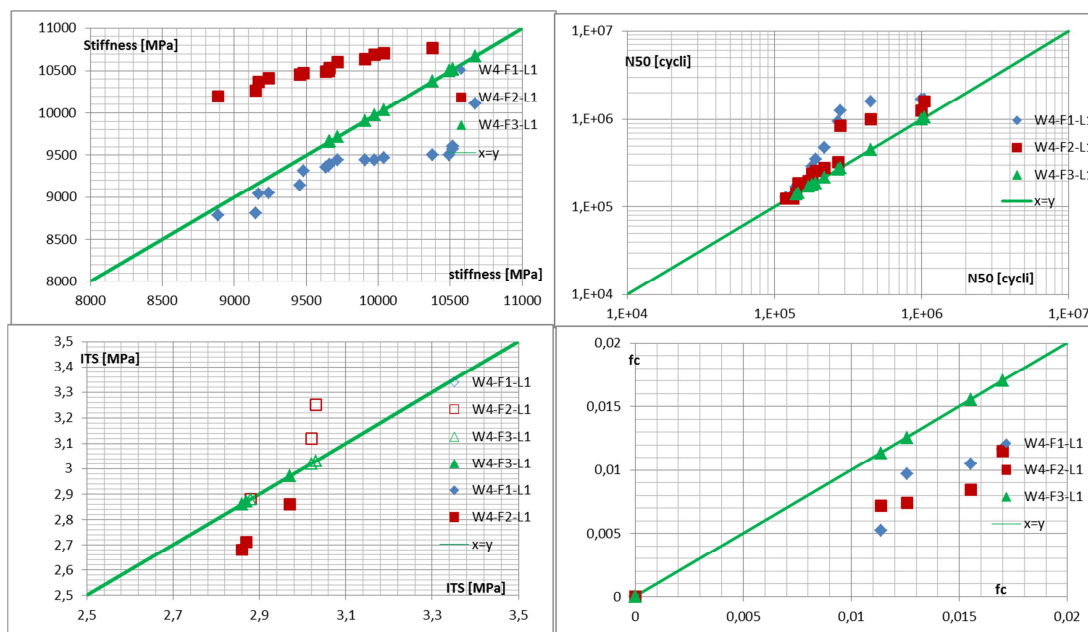 11000
Stiffness [MPa]
10500
W4-F1-L1
W4-F2-L1
10000
W4-F3-L1
x=y
9500
9000
8500
stiffness [MPa]
8000
8000
9000
10000
11000
1,E+07
N50 [cycli]
1,E+06
W4-F1-L1
W4-F2-L1
W4-F3-L1
x=y
1,E+05
N50 [cycli]
1,E+04
1,E+04
1,E+05
1,E+06
1,E+07
3,5
ITS [MPa]
3,4
W4-F1-L1
3,3
W4-F2-L1
3,2
W4-F3-L1
3,1
W4-F3-L1
3
W4-F1-L1
2,9
W4-F2-L1
2,8
x=y
2,7
2,6
ITS [MPa]
2,5
2,5
2,7
2,9
3,1
3,3
3,5
0,02
fc
0,015
W4-F1-L1
W4-F2-L1
0,01
W4-F3-L1
x=y
0,005
fc
0
0
0,005
0,01
0,015
0,02